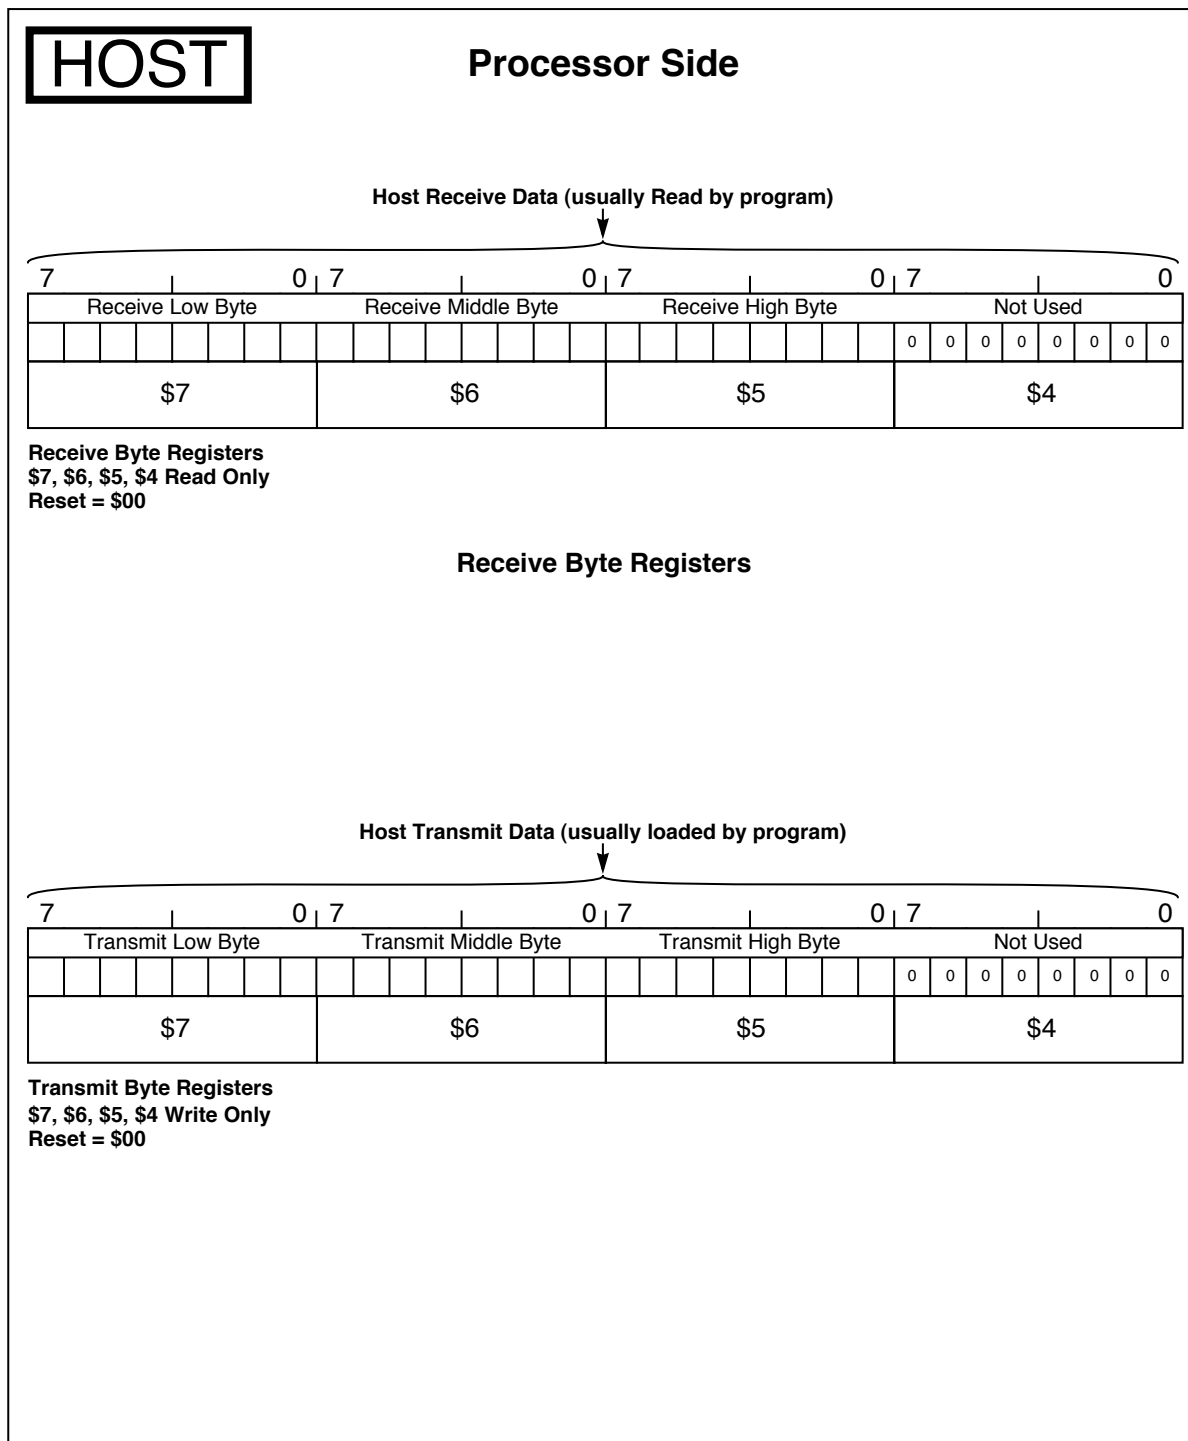 HOST
Processor Side
Host Receive Data (usually Read by program)
7 0 7 0 7 0 7 0
Receive Low Byte Receive Middle Byte Receive High Byte Not Used
0 0 0 0 0 0 0 0
$7 $6 $5 $4
Receive Byte Registers
$7, $6, $5, $4 Read Only
Reset = $00
Receive Byte Registers
Host Transmit Data (usually loaded by program)
7 0 7 0 7 0 7 0
Transmit Low Byte Transmit Middle Byte Transmit High Byte Not Used
0 0 0 0 0 0 0 0
$7 $6 $5 $4
Transmit Byte Registers
$7, $6, $5, $4 Write Only
Reset = $00